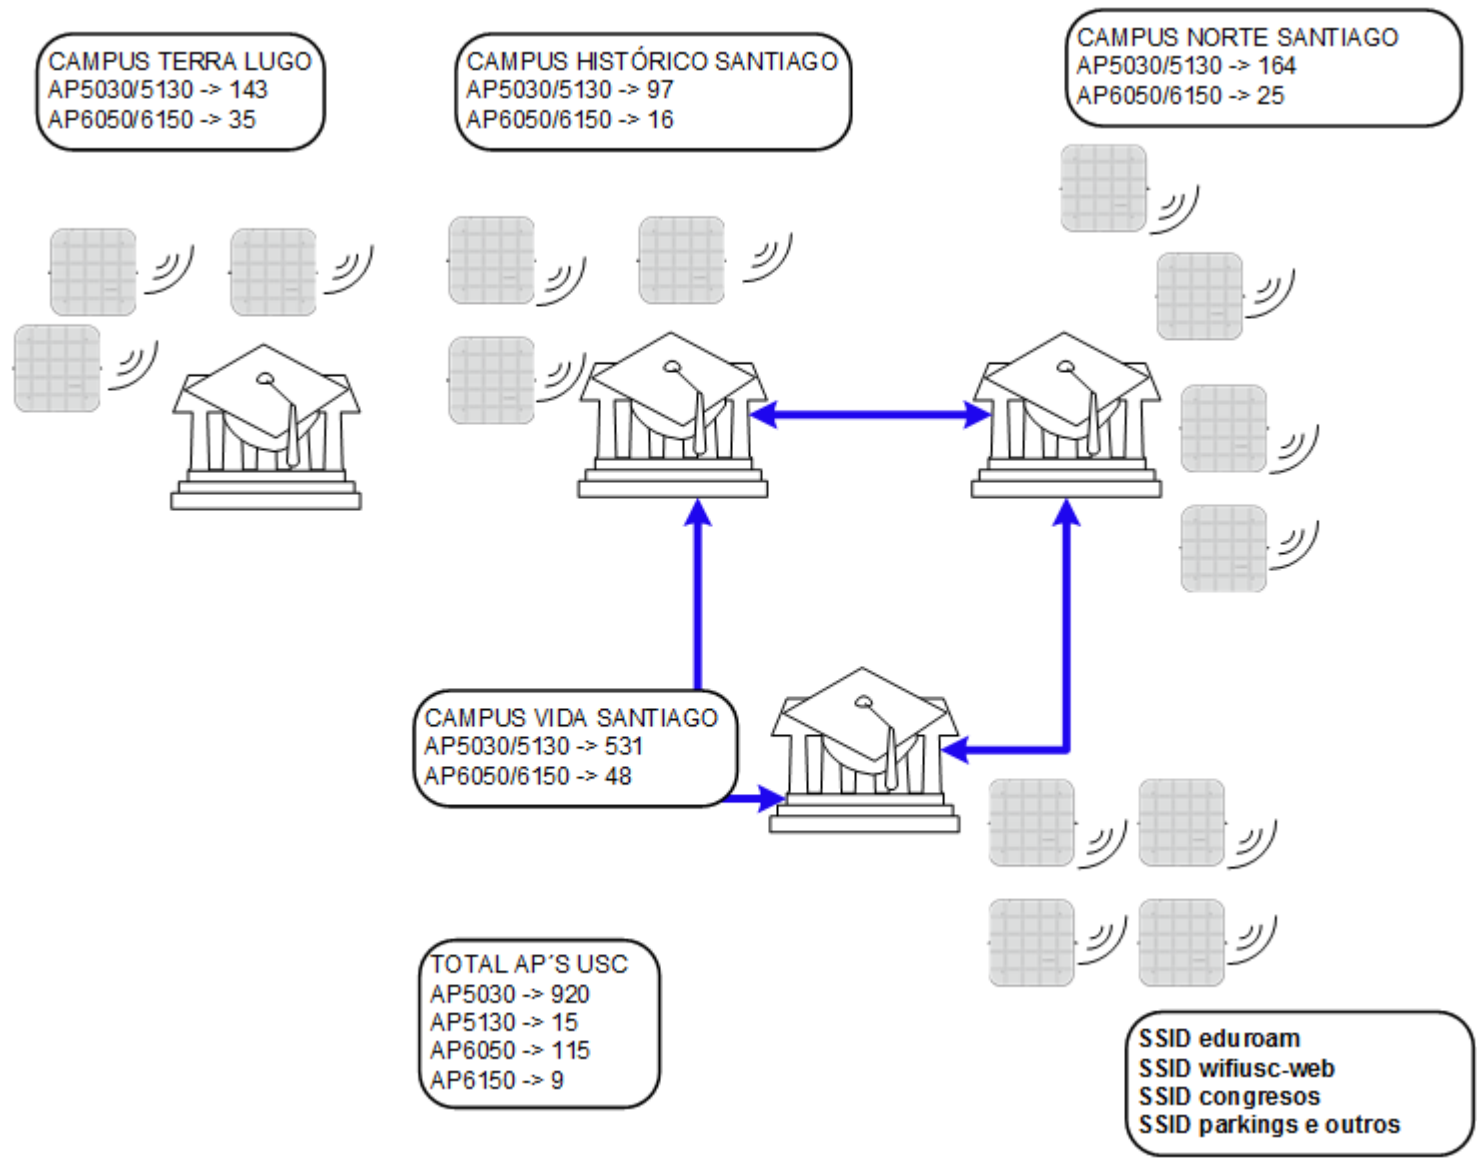 CAMPUS TERRA LUGO
AP5030/5130 -> 143
AP6050/6150 -> 35
CAMPUS HISTÓRICO SANTIAGO
AP5030/5130 -> 97
AP6050/6150 -> 16
CAMPUS NORTE SANTIAGO
AP5030/5130 -> 164
AP6050/6150 -> 25
CAMPUS VIDA SANTIAGO
AP5030/5130 -> 531
AP6050/6150 -> 48
TOTAL AP´S USC
AP5030 -> 920
AP5130 -> 15
AP6050 -> 115
AP6150 -> 9
SSID eduroam
SSID wifiusc-web
SSID congresos
SSID parkings e outros